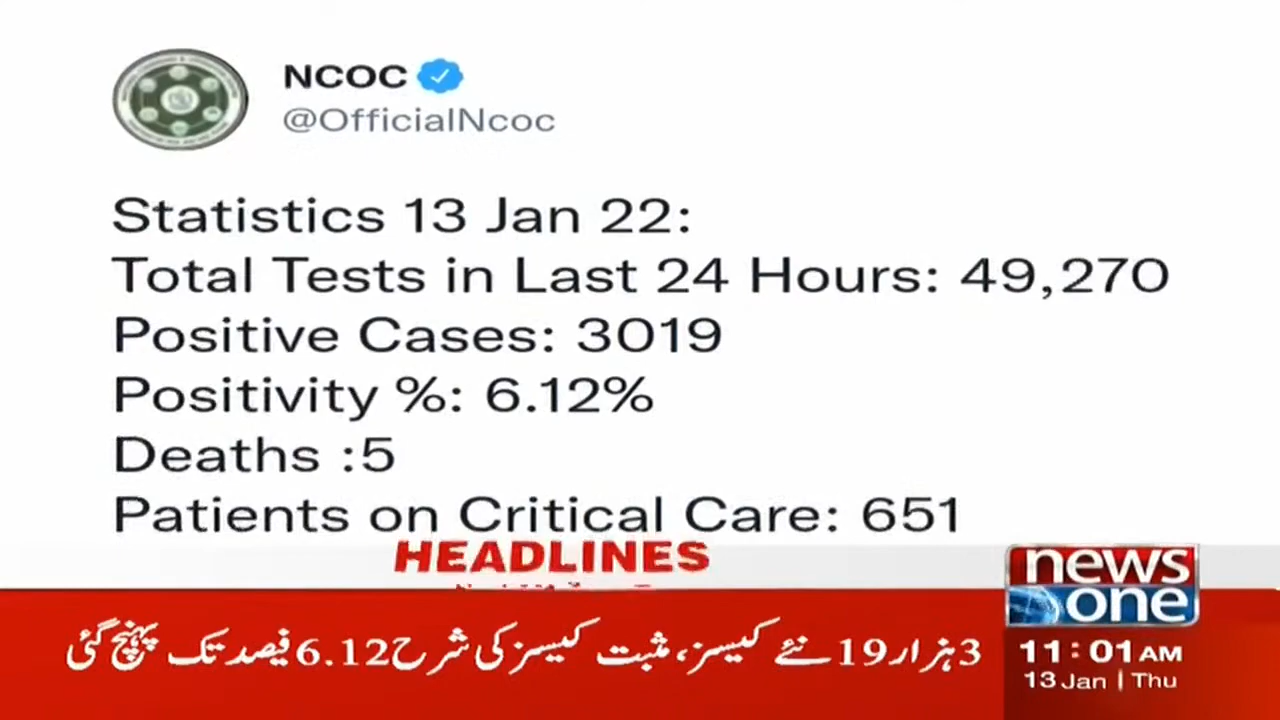 NCOC
@OfficialNcoc
Statistics 13 Jan 22:
Total Tests in Last 24 Hours: 49,270
Positive Cases: 3019
Positivity %: 6.12%
Deaths :5
Patients on Critical Care: 651
HEADLINES
3ہزار19نئے کیسز، مثبت کیسز کی شرح6.12فیصد تک پہنچ گئی
news
one
11:01 AM
13 Jan | Thu